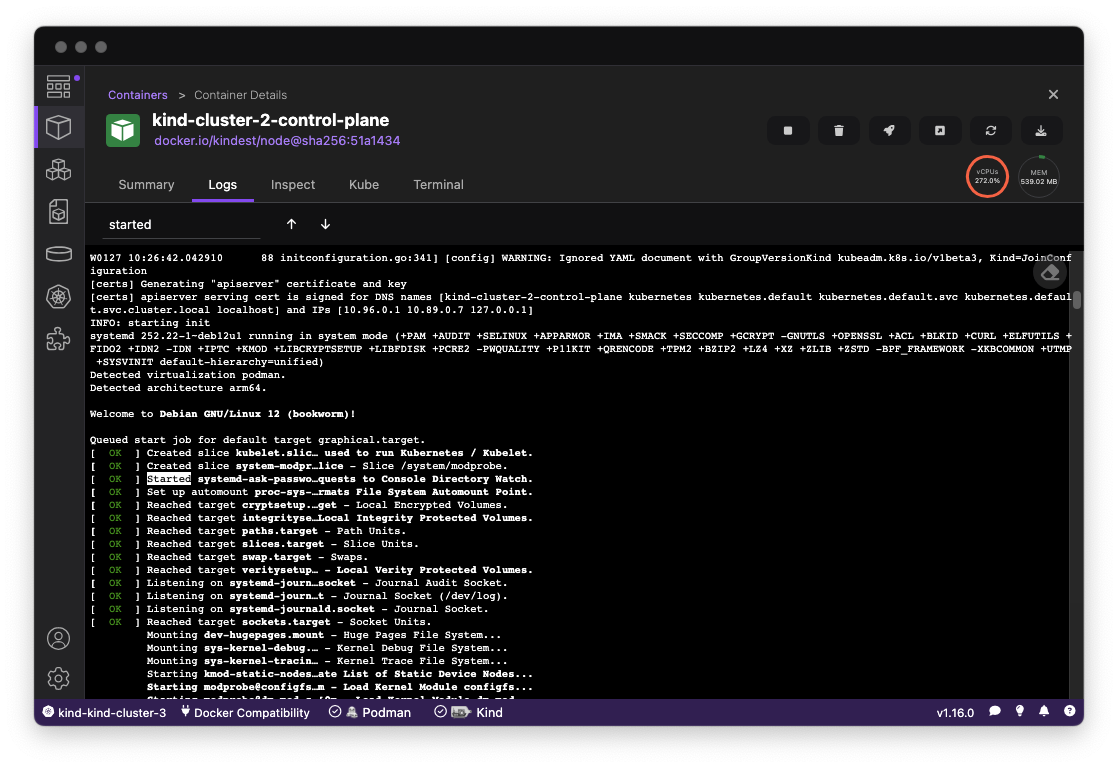 Containers > Container Details
kind-cluster-2-control-plane
docker.io/kindest/node@sha256:51a1434
vCPUs
272.0%
MEM
539.02 MB
Summary Logs Inspect Kube Terminal
started
W0127 10:26:42.042910      88 initconfiguration.go:341] [config] WARNING: Ignored YAML document with GroupVersionKind kubeadm.k8s.io/v1beta3, Kind=JoinConf
iguration
[certs] Generating "apiserver" certificate and key
[certs] apiserver serving cert is signed for DNS names [kind-cluster-2-control-plane kubernetes kubernetes.default kubernetes.default.svc kubernetes.defaul
t.svc.cluster.local localhost] and IPs [10.96.0.1 10.89.0.7 127.0.0.1]
INFO: starting init
systemd 252.22-1~deb12u1 running in system mode (+PAM +AUDIT +SELINUX +APPARMOR +IMA +SMACK +SECCOMP +GCRYPT -GNUTLS +OPENSSL +ACL +BLKID +CURL +ELFUTILS +
FIDO2 +IDN2 -IDN +IPTC +KMOD +LIBCRYPTSETUP +LIBFDISK +PCRE2 -PWQUALITY +P11KIT +QRENCODE +TPM2 +BZIP2 +LZ4 +XZ +ZLIB +ZSTD -BPF_FRAMEWORK -XKBCOMMON +UTMP
+SYSVINIT default-hierarchy=unified)
Detected virtualization podman.
Detected architecture arm64.
Welcome to Debian GNU/Linux 12 (bookworm)!
Queued start job for default target graphical.target.
[  OK  ] Created slice kubelet.slic… used to run Kubernetes / Kubelet.
[  OK  ] Created slice system-modpr…lice - Slice /system/modprobe.
[  OK  ] Started systemd-ask-passwo…quests to Console Directory Watch.
[  OK  ] Set up automount proc-sys-…rmats File System Automount Point.
[  OK  ] Reached target cryptsetup.…get - Local Encrypted Volumes.
[  OK  ] Reached target integrityse…Local Integrity Protected Volumes.
[  OK  ] Reached target paths.target - Path Units.
[  OK  ] Reached target slices.target - Slice Units.
[  OK  ] Reached target swap.target - Swaps.
[  OK  ] Reached target veritysetup… - Local Verity Protected Volumes.
[  OK  ] Listening on systemd-journ…socket - Journal Audit Socket.
[  OK  ] Listening on systemd-journ…t - Journal Socket (/dev/log).
[  OK  ] Listening on systemd-journald.socket - Journal Socket.
[  OK  ] Reached target sockets.target - Socket Units.
Mounting dev-hugepages.mount - Huge Pages File System...
Mounting sys-kernel-debug.… - Kernel Debug File System...
Mounting sys-kernel-tracin… - Kernel Trace File System...
Starting kmod-static-nodes…ate List of Static Device Nodes...
Starting modprobe@configfs…m - Load Kernel Module configfs...
kind-kind-cluster-3 Docker Compatibility Podman Kind v1.16.0